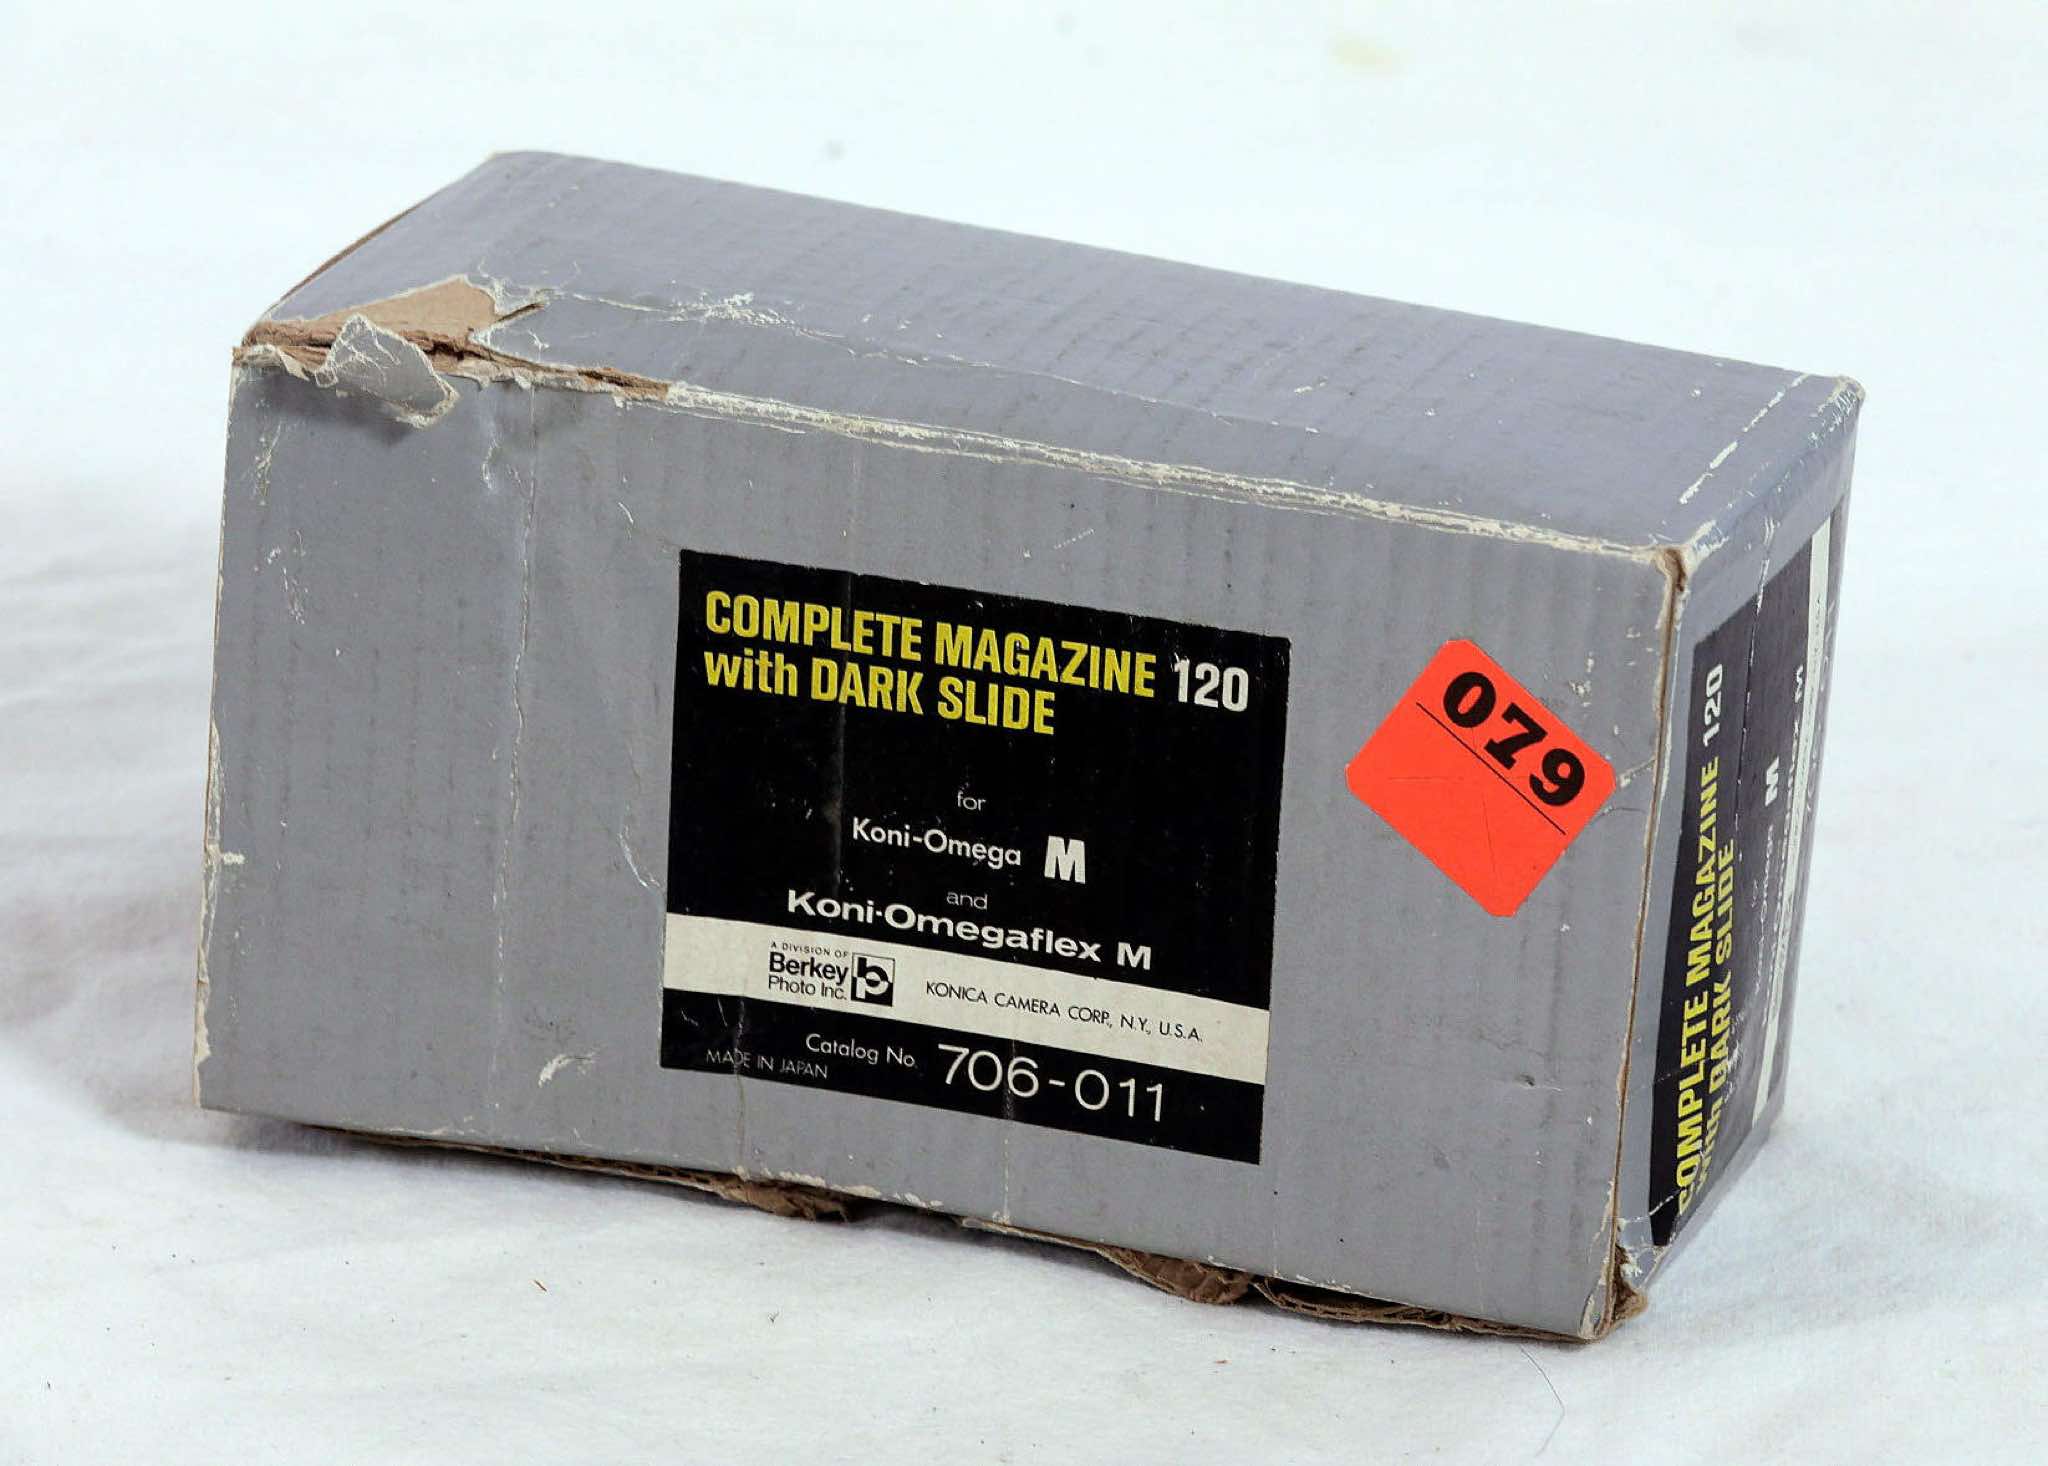 COMPLETE MAGAZINE 120
with DARK SLIDE
for
Koni-Omega M
and
Koni-Omegaflex M
A DIVISION OF
Berkey
Photo Inc.
KONICA CAMERA CORP., N.Y., U.S.A.
Catalog No. 706-011
MADE IN JAPAN
079
COMPLETE MAGAZINE 120
with DARK SLIDE
M
M